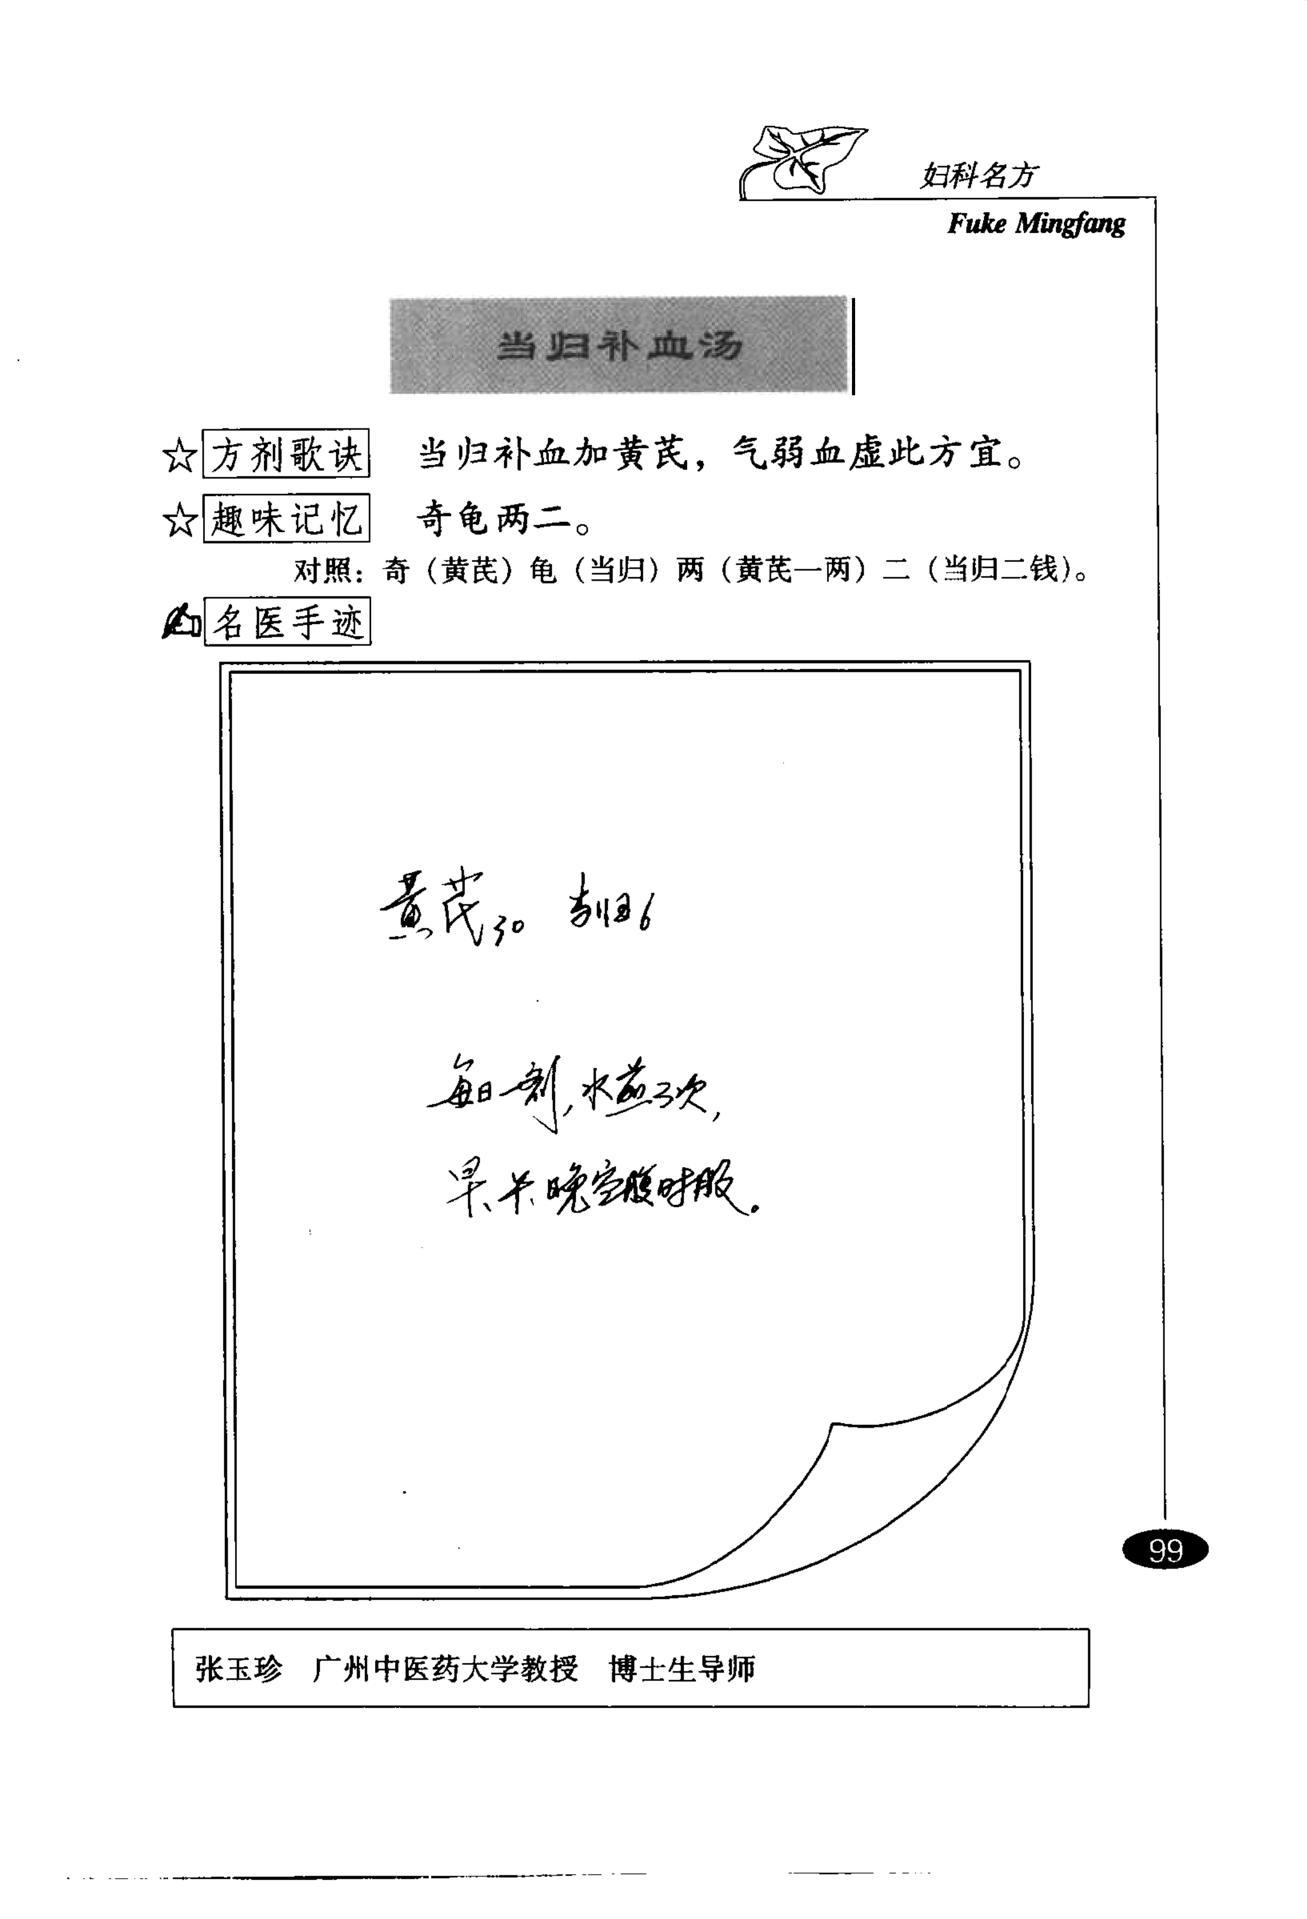 妇科名方
Fuke Mingfang
当归补血汤
☆方剂歌诀 当归补血加黄芪，气弱血虚此方宜。
☆趣味记忆 奇龟两二。
对照：奇（黄芪）龟（当归）两（黄芪一两）二（当归二钱）。
名医手迹
黄芪30 当归6
每日一剂，水煎3次，
早、午、晚空腹时服。
99
张玉珍 广州中医药大学教授 博士生导师